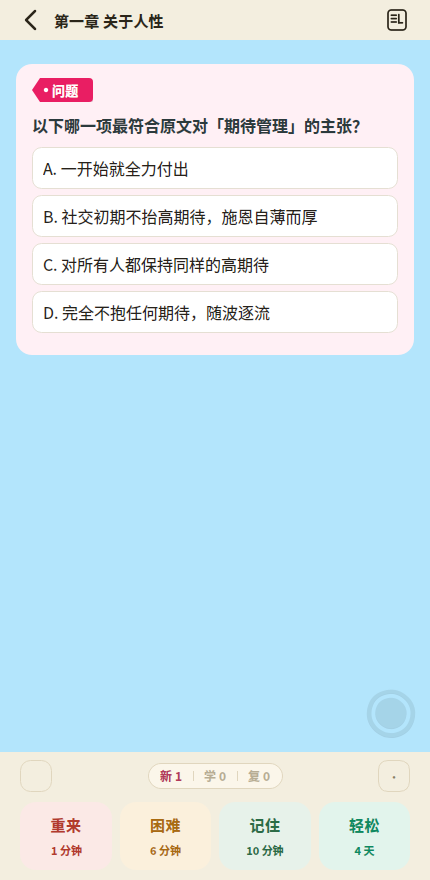 第一章 关于人性
问题
以下哪一项最符合原文对「期待管理」的主张?
A. 一开始就全力付出
B. 社交初期不抬高期待，施恩自薄而厚
C. 对所有人都保持同样的高期待
D. 完全不抱任何期待，随波逐流
新 1 学 0 复 0
重来 困难 记住 轻松
1 分钟 6 分钟 10 分钟 4 天